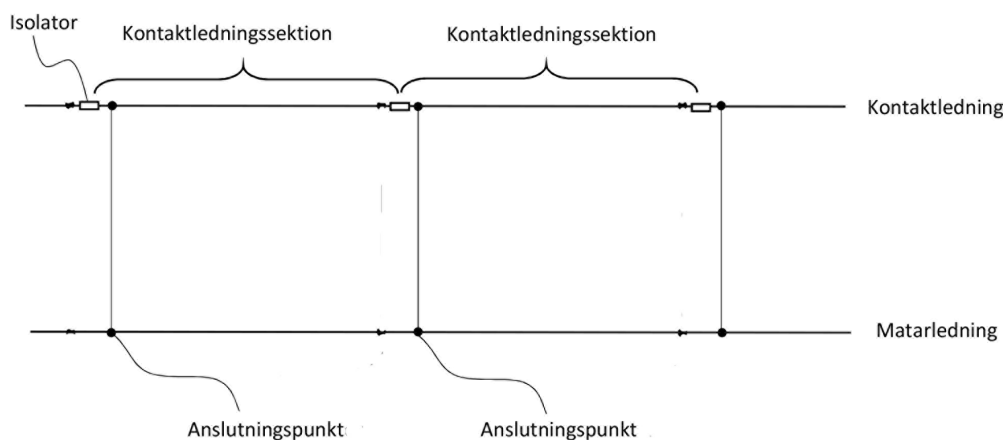 Isolator
Kontaktledningssektion
Kontaktledningssektion
Kontaktledning
Matarledning
Anslutningspunkt
Anslutningspunkt